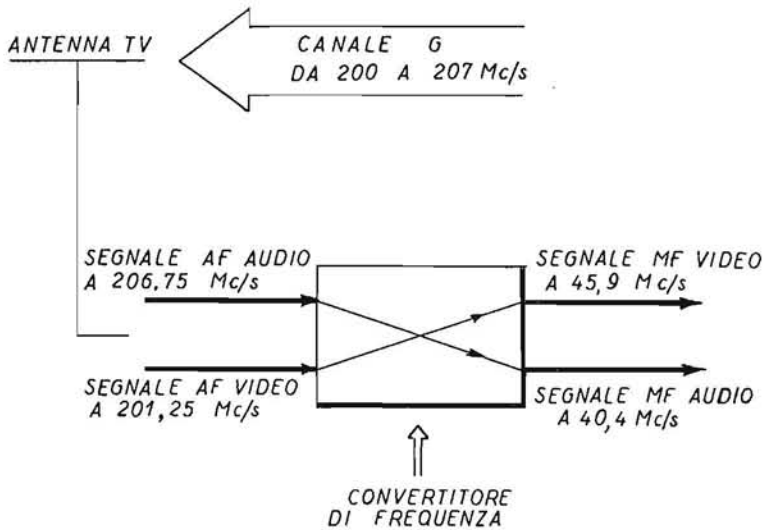 ANTENNA TV
CANALE G
DA 200 A 207 Mc/s
SEGNALE AF AUDIO
A 206,75 Mc/s
SEGNALE MF VIDEO
A 45,9 Mc/s
SEGNALE AF VIDEO
A 201,25 Mc/s
SEGNALE MF AUDIO
A 40,4 Mc/s
CONVERTITORE
DI FREQUENZA